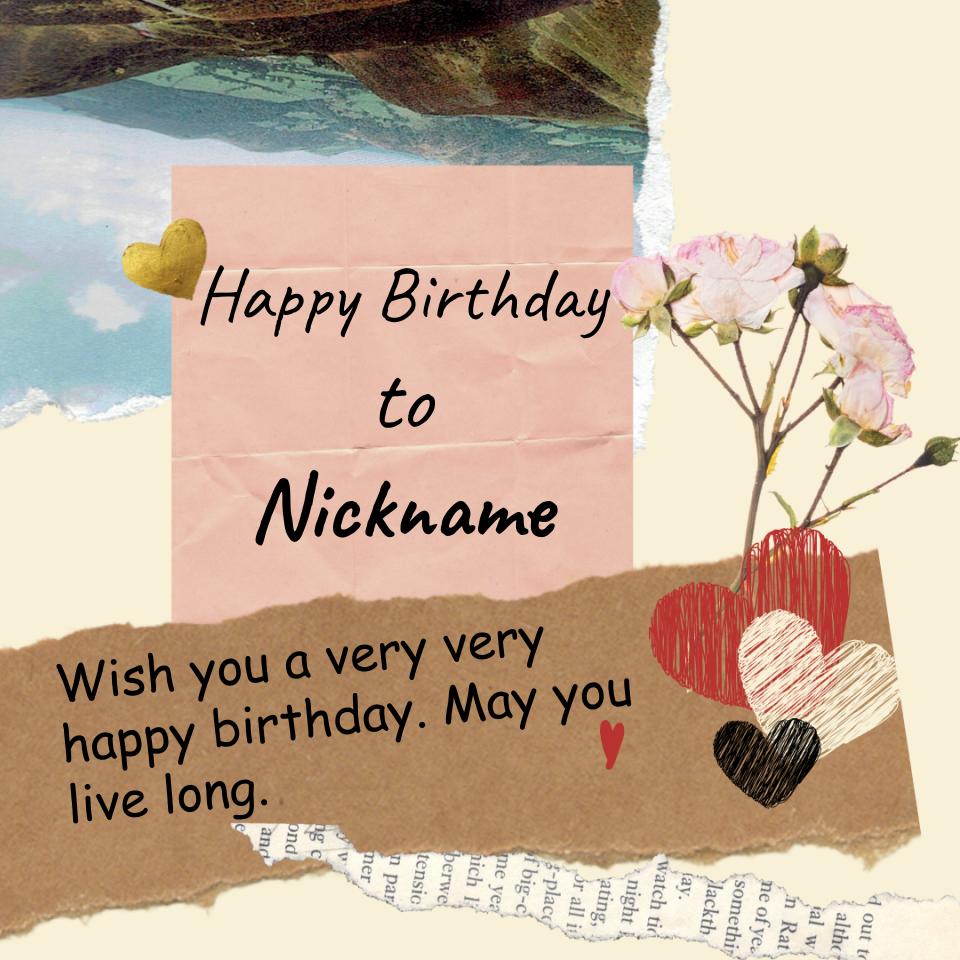 Happy Birthday
to
Nickname
Wish you a very very
happy birthday. May you
live long.